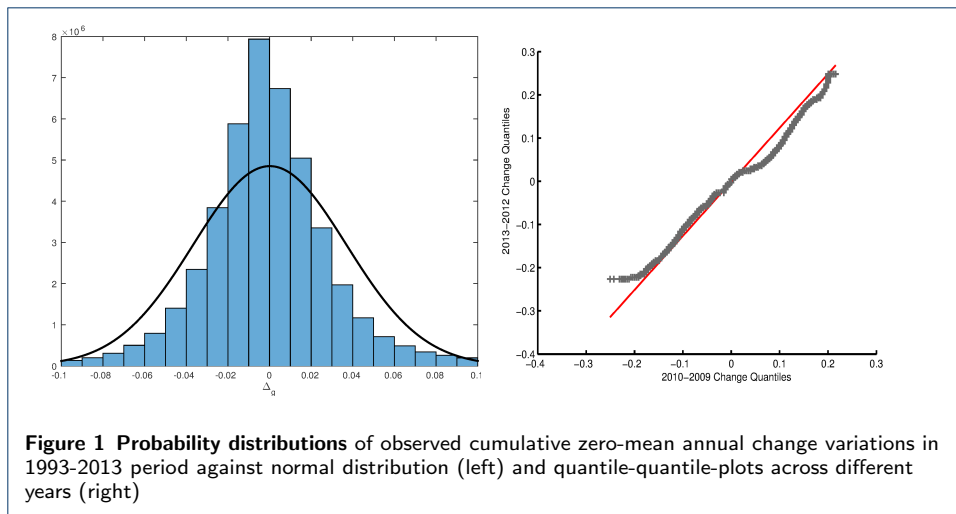 ×10^6
8
7
6
5
4
3
2
1
0
-0.1 -0.08 -0.06 -0.04 -0.02 0 0.02 0.04 0.06 0.08 0.1
Δ_g
2013−2012 Change Quantiles
0.3
0.2
0.1
0
−0.1
−0.2
−0.3
−0.4
−0.4 −0.3 −0.2 −0.1 0 0.1 0.2 0.3
2010−2009 Change Quantiles
Figure 1 Probability distributions of observed cumulative zero-mean annual change variations in
1993-2013 period against normal distribution (left) and quantile-quantile-plots across different
years (right)